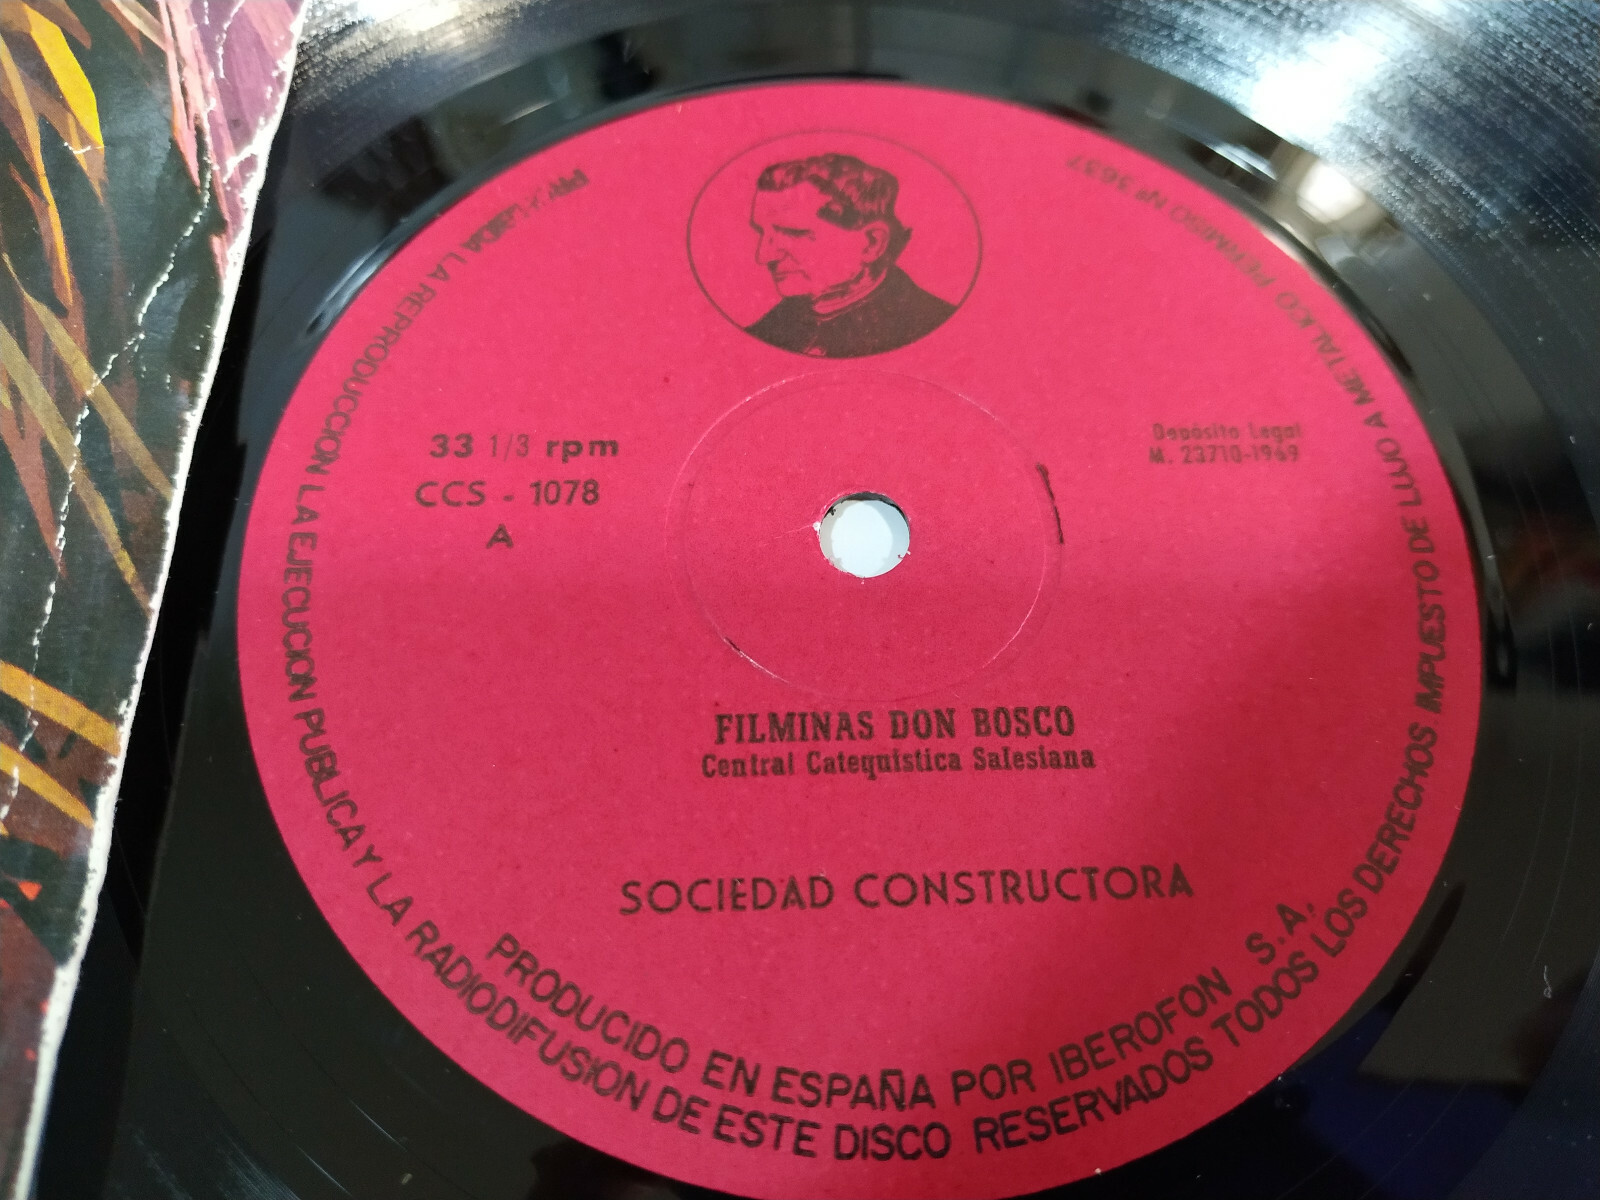 33 1/3 rpm
CCS - 1078
A
Depósito Legal
M. 23710-1969
FILMINAS DON BOSCO
Central Catequistica Salesiana
SOCIEDAD CONSTRUCTORA
PRODUCIDO EN ESPAÑA POR IBEROFON S.A.
LA REPRODUCCION LA EJECUCION PUBLICA Y LA RADIODIFUSION DE ESTE DISCO RESERVADOS TODOS LOS DERECHOS IMPUESTO DE LUJO A METALICO PERMISO Nº 3657